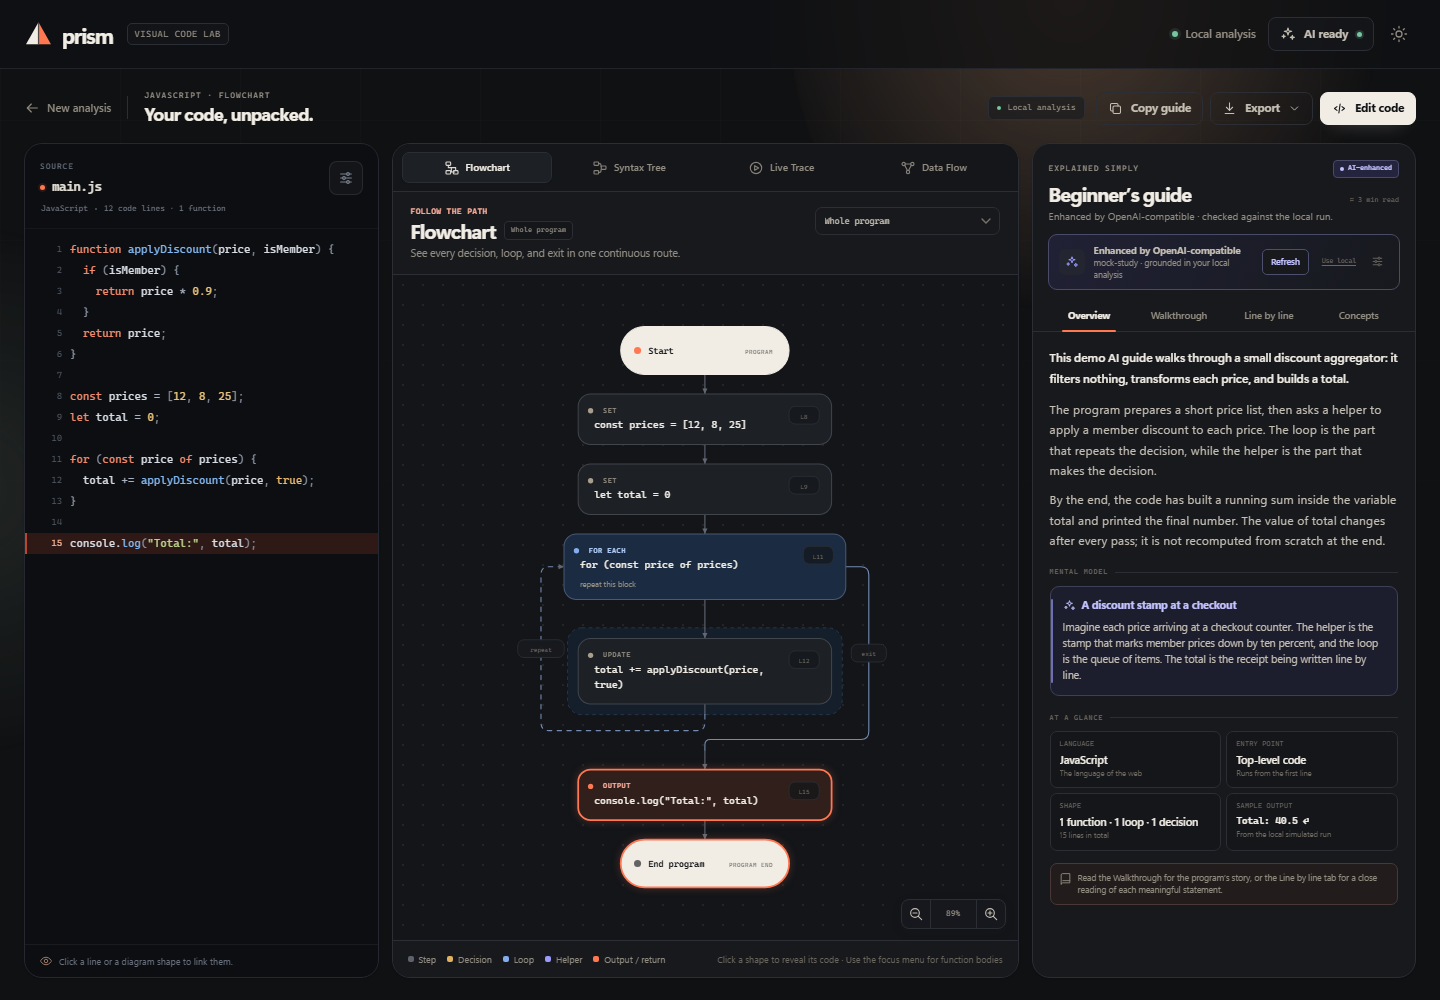 prism
VISUAL CODE LAB
Local analysis
AI ready
New analysis
JAVASCRIPT · FLOWCHART
Your code, unpacked.
Local analysis
Copy guide
Export
Edit code
SOURCE
main.js
JavaScript · 12 code lines · 1 function
1 function applyDiscount(price, isMember) {
2 if (isMember) {
3 return price * 0.9;
4 }
5 return price;
6 }
7
8 const prices = [12, 8, 25];
9 let total = 0;
10
11 for (const price of prices) {
12 total += applyDiscount(price, true);
13 }
14
15 console.log("Total:", total);
Click a line or a diagram shape to link them.
Flowchart
Syntax Tree
Live Trace
Data Flow
FOLLOW THE PATH
Flowchart
Whole program
See every decision, loop, and exit in one continuous route.
Whole program
Start
PROGRAM
SET
L8
const prices = [12, 8, 25]
SET
L9
let total = 0
FOR EACH
L11
for (const price of prices)
repeat this block
repeat
exit
UPDATE
L12
total += applyDiscount(price,
true)
OUTPUT
L15
console.log("Total:", total)
End program
PROGRAM END
89%
Step
Decision
Loop
Helper
Output / return
Click a shape to reveal its code · Use the focus menu for function bodies
EXPLAINED SIMPLY
AI-enhanced
Beginner's guide
≈ 3 min read
Enhanced by OpenAI-compatible · checked against the local run.
Enhanced by OpenAI-compatible
mock-study · grounded in your local
analysis
Refresh
Use local
Overview
Walkthrough
Line by line
Concepts
This demo AI guide walks through a small discount aggregator: it
filters nothing, transforms each price, and builds a total.
The program prepares a short price list, then asks a helper to
apply a member discount to each price. The loop is the part
that repeats the decision, while the helper is the part that
makes the decision.
By the end, the code has built a running sum inside the variable
total and printed the final number. The value of total changes
after every pass; it is not recomputed from scratch at the end.
MENTAL MODEL
A discount stamp at a checkout
Imagine each price arriving at a checkout counter. The helper is the
stamp that marks member prices down by ten percent, and the loop
is the queue of items. The total is the receipt being written line by
line.
AT A GLANCE
LANGUAGE
JavaScript
The language of the web
ENTRY POINT
Top-level code
Runs from the first line
SHAPE
1 function · 1 loop · 1 decision
15 lines in total
SAMPLE OUTPUT
Total: 40.5 ↵
From the local simulated run
Read the Walkthrough for the program's story, or the Line by line tab for a close
reading of each meaningful statement.